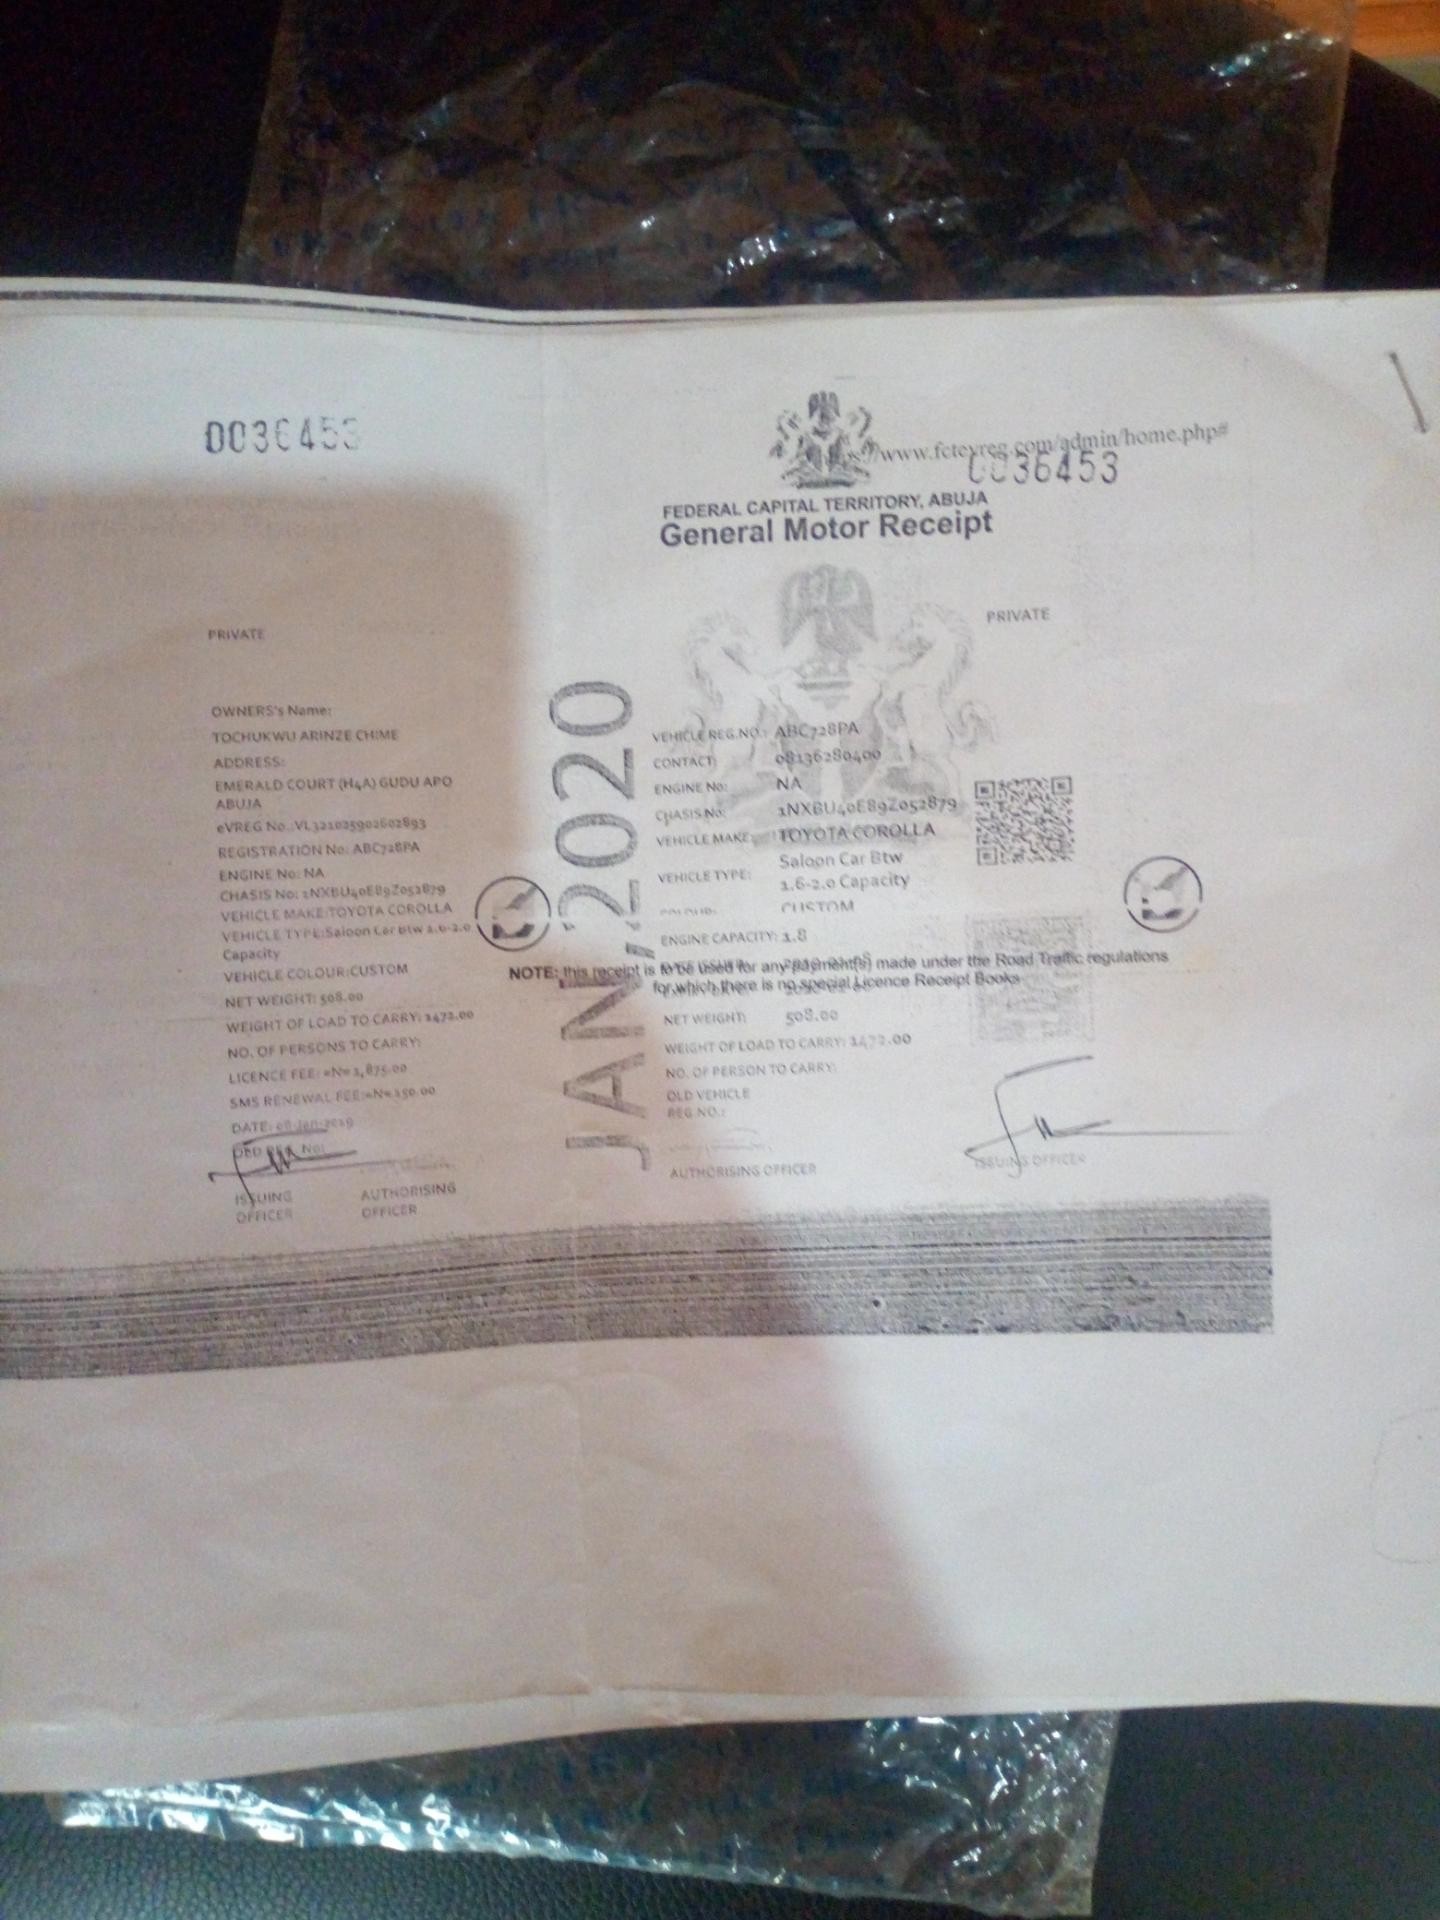 0036453
PRIVATE
OWNERS's Name:
TOCHUKWU ARINZE CHIME
ADDRESS:
EMERALD COURT (H4A) GUDU APO
ABUJA
eVREG No.:VL321025902602893
REGISTRATION No: ABC728PA
ENGINE No: NA
CHASIS No: 1NXBU40E89Z052879
VEHICLE MAKE:TOYOTA COROLLA
VEHICLE TYPE:Saloon Car Btw 1.6-2.0
Capacity
VEHICLE COLOUR:CUSTOM
NET WEIGHT: 508.00
WEIGHT OF LOAD TO CARRY: 1472.00
NO. OF PERSONS TO CARRY:
LICENCE FEE: =N= 1,875.00
SMS RENEWAL FEE:=N= 150.00
DATE: 08-Jan-2019
OLD REG. No:
ISSUING
OFFICER
AUTHORISING
OFFICER
JAN, 2020
//www.fctevreg.com/admin/home.php#
0036453
FEDERAL CAPITAL TERRITORY, ABUJA
General Motor Receipt
PRIVATE
VEHICLE REG.NO.: ABC728PA
CONTACT: 08136280400
ENGINE No: NA
CHASIS No: 1NXBU40E89Z052879
VEHICLE MAKE: TOYOTA COROLLA
VEHICLE TYPE: Saloon Car Btw
1.6-2.0 Capacity
COLOUR: CUSTOM
ENGINE CAPACITY: 1.8
NOTE: this receipt is to be used for any payment(s) made under the Road Traffic regulations
for which there is no special Licence Receipt Books
NET WEIGHT: 508.00
WEIGHT OF LOAD TO CARRY: 1472.00
NO. OF PERSON TO CARRY:
OLD VEHICLE
REG.NO.:
AUTHORISING OFFICER
ISSUING OFFICER